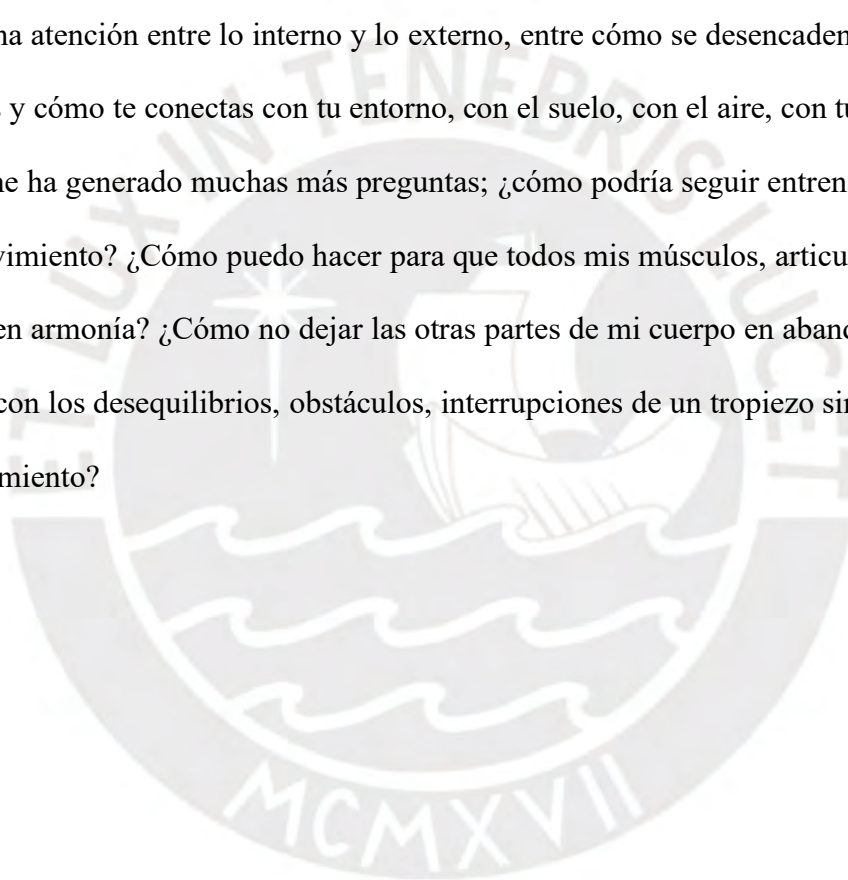 na atención entre lo interno y lo externo, entre cómo se desencaden
y cómo te conectas con tu entorno, con el suelo, con el aire, con tu
ne ha generado muchas más preguntas; ¿cómo podría seguir entren
vimiento? ¿Cómo puedo hacer para que todos mis músculos, articu
en armonía? ¿Cómo no dejar las otras partes de mi cuerpo en aband
con los desequilibrios, obstáculos, interrupciones de un tropiezo sin
miento?
ET LUX IN TENEBRIS LUCET
MCMXVII